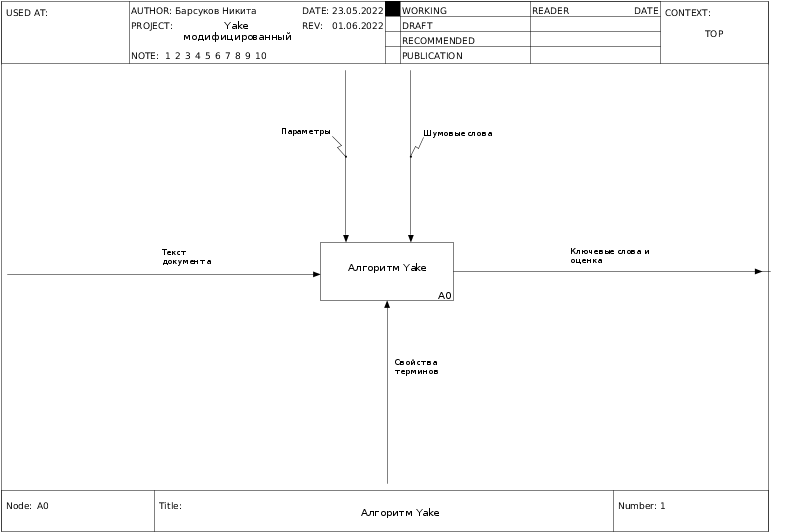 USED AT:
AUTHOR: Барсуков Никита
DATE: 23.05.2022
WORKING
READER DATE
CONTEXT:
PROJECT: Yake
модифицированный
REV: 01.06.2022
DRAFT
TOP
RECOMMENDED
NOTE: 1 2 3 4 5 6 7 8 9 10
PUBLICATION
Параметры
Шумовые слова
Текст
документа
Алгоритм Yake
A0
Ключевые слова и
оценка
Свойства
терминов
Node: A0
Title:
Алгоритм Yake
Number: 1